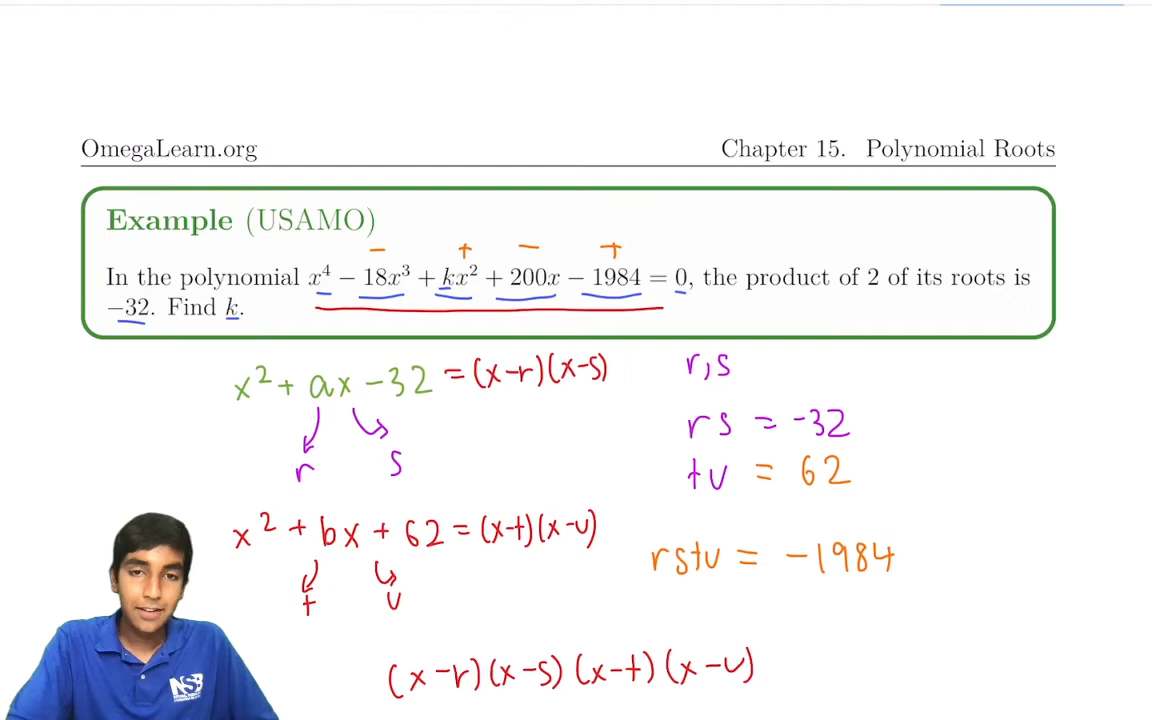 OmegaLearn.org Chapter 15. Polynomial Roots
Example (USAMO)
− + − +
In the polynomial x⁴ − 18x³ + kx² + 200x − 1984 = 0, the product of 2 of its roots is
−32. Find k.
x² + ax − 32 = (x−r)(x−s)
r s
r,s
rs = −32
tv = 62
x² + bx + 62 = (x−t)(x−v)
t v
rstv = −1984
(x−r)(x−s)(x−t)(x−v)
NSB